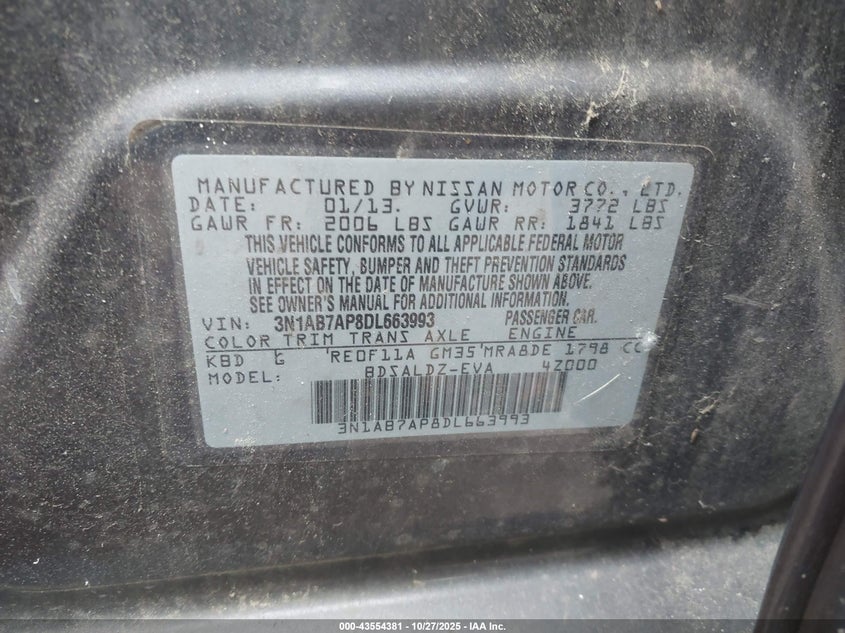 MANUFACTURED BY NISSAN MOTOR CO., LTD.
DATE: 01/13. GVWR: 3772 LBS
GAWR FR: 2006 LBS GAWR RR: 1841 LBS
THIS VEHICLE CONFORMS TO ALL APPLICABLE FEDERAL MOTOR
VEHICLE SAFETY, BUMPER AND THEFT PREVENTION STANDARDS
IN EFFECT ON THE DATE OF MANUFACTURE SHOWN ABOVE.
SEE OWNER'S MANUAL FOR ADDITIONAL INFORMATION.
VIN: 3N1AB7AP8DL663993 PASSENGER CAR.
COLOR TRIM TRANS AXLE ENGINE
KBD G RE0F11A GM35 MRA8DE 1798 CC
MODEL: BDSALDZ-EVA 4Z000
3N1AB7AP8DL663993
000-43554381 | 10/27/2025 - IAA Inc.